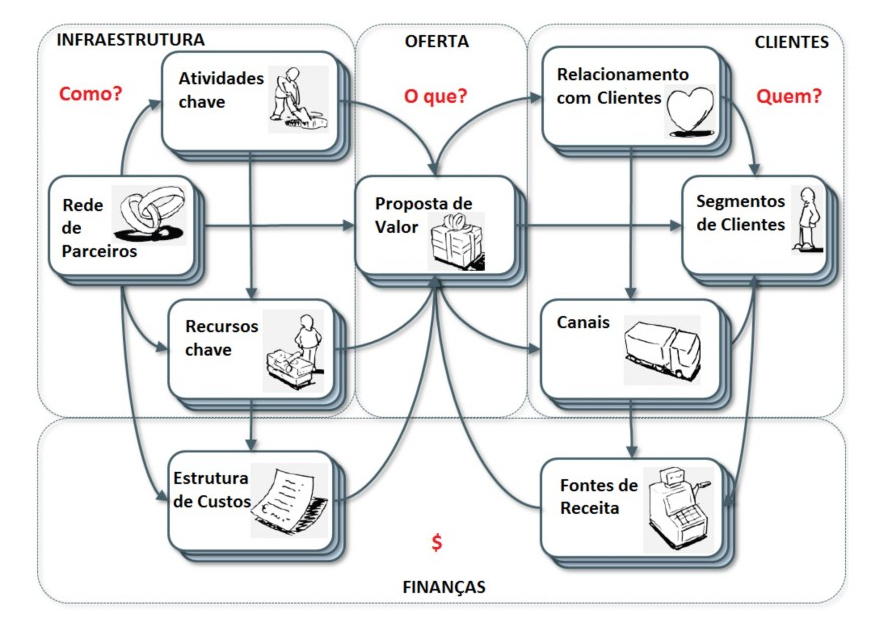 INFRAESTRUTURA
OFERTA
CLIENTES
Como?
Atividades
chave
O que?
Relacionamento
com Clientes
Quem?
Rede
de
Parceiros
Proposta de
Valor
Segmentos
de Clientes
Recursos
chave
Canais
Estrutura
de Custos
Fontes de
Receita
$
FINANÇAS